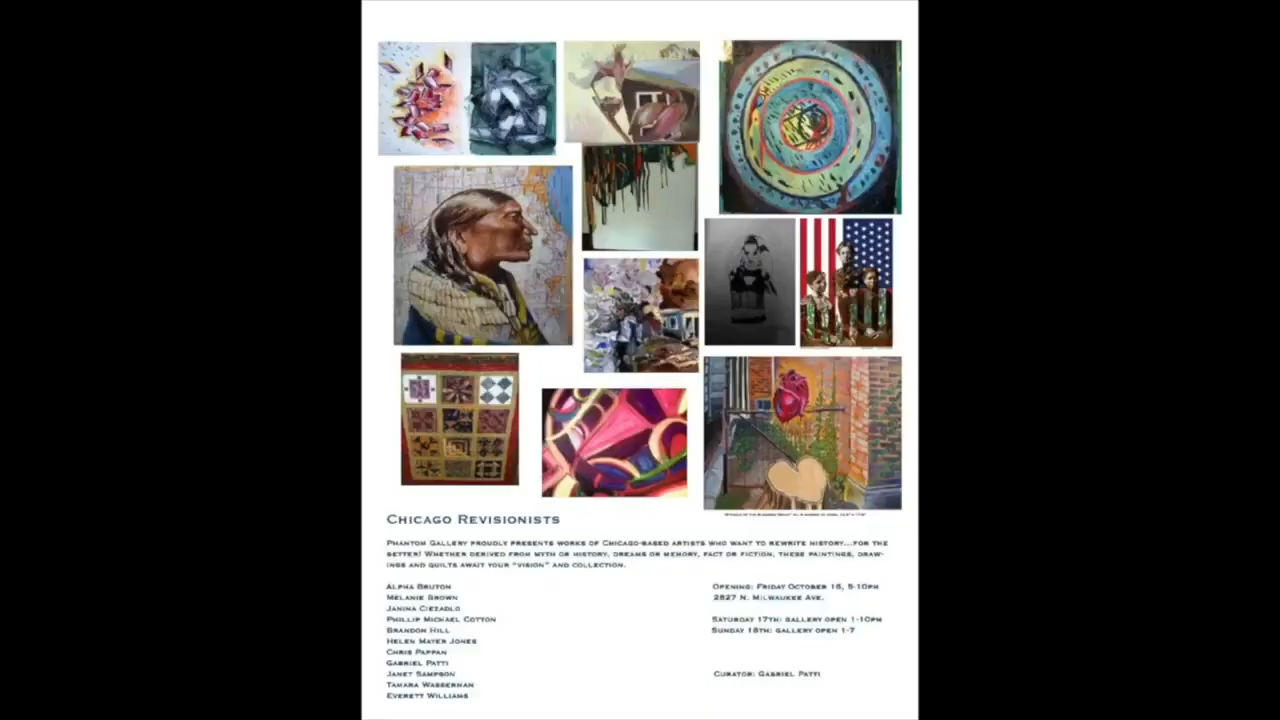 Chicago Revisionists
Phantom Gallery proudly presents works of Chicago-based artists who want to rewrite history...for the
better! Whether derived from myth or history, dreams or memory, fact or fiction, these paintings, draw-
ings and quilts await your "vision" and collection.
Alpha Bruton
Melanie Brown
Janina Ciezadlo
Phillip Michael Cotton
Brandon Hill
Helen Mayer Jones
Chris Pappan
Gabriel Patti
Janet Sampson
Tamara Wasserman
Everett Williams
Opening: Friday October 16, 5-10pm
2827 N. Milwaukee Ave.
Saturday 17th: gallery open 1-10pm
Sunday 18th: gallery open 1-7
Curator: Gabriel Patti